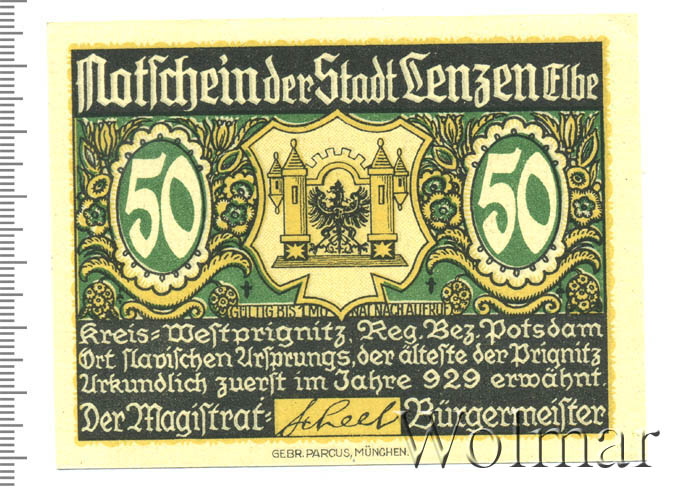 Notschein der Stadt Lenzen Elbe
50 50
GÜLTIG BIS 1 MONAT NACH AUFRUF
Kreis=Westprignitz, Reg. Bez. Potsdam
Ort slavischen Ursprungs, der älteste der Prignitz
Urkundlich zuerst im Jahre 929 erwähnt.
Der Magistrat= Scheel Bürgermeister
GEBR. PARCUS, MÜNCHEN.
Wolmar